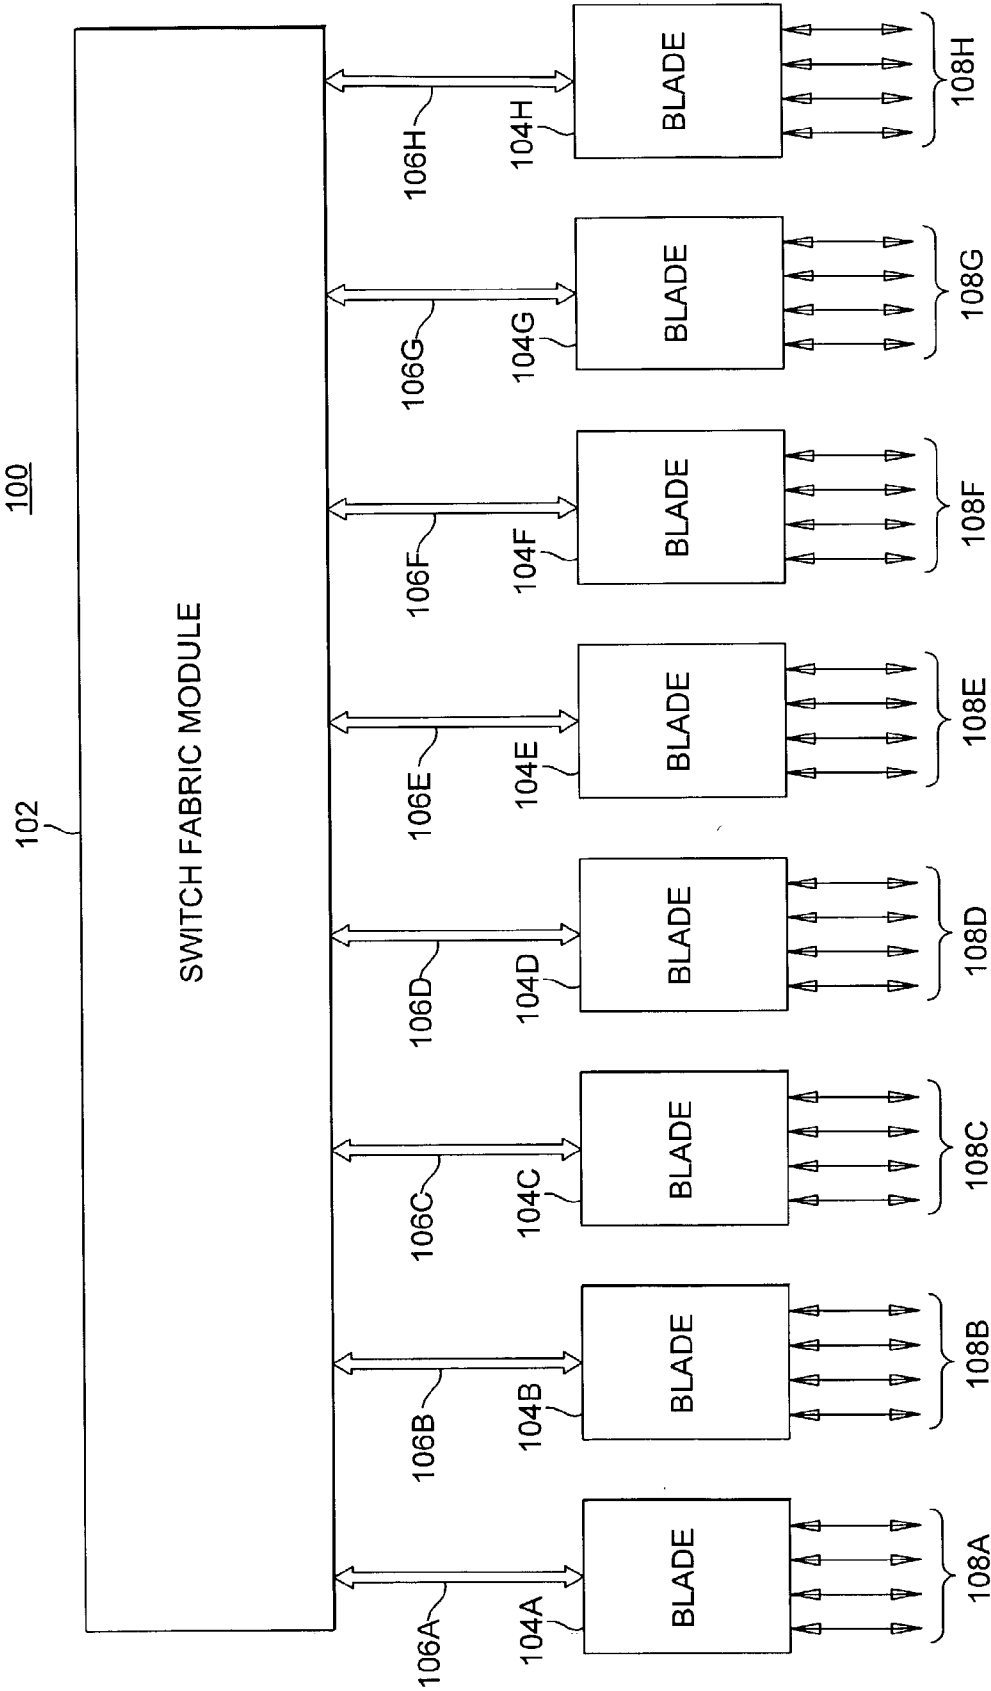 100
102
SWITCH FABRIC MODULE
106A
106B
106C
106D
106E
106F
106G
106H
104A
104B
104C
104D
104E
104F
104G
104H
BLADE
BLADE
BLADE
BLADE
BLADE
BLADE
BLADE
BLADE
108A
108B
108C
108D
108E
108F
108G
108H